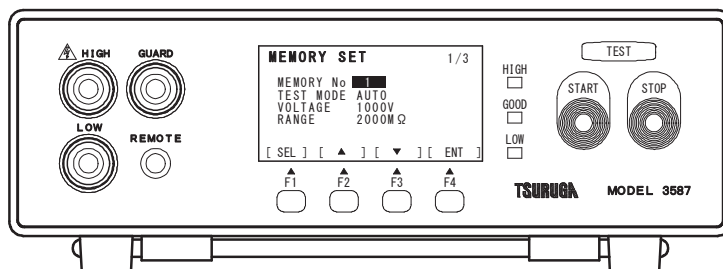 HIGH GUARD
LOW
REMOTE
MEMORY SET 1/3
MEMORY No 1
TEST MODE AUTO
VOLTAGE 1000V
RANGE 2000MΩ
[ SEL ] [ ▲ ] [ ▼ ] [ ENT ]
F1 F2 F3 F4
HIGH
GOOD
LOW
TEST
START STOP
TSURUGA MODEL 3587